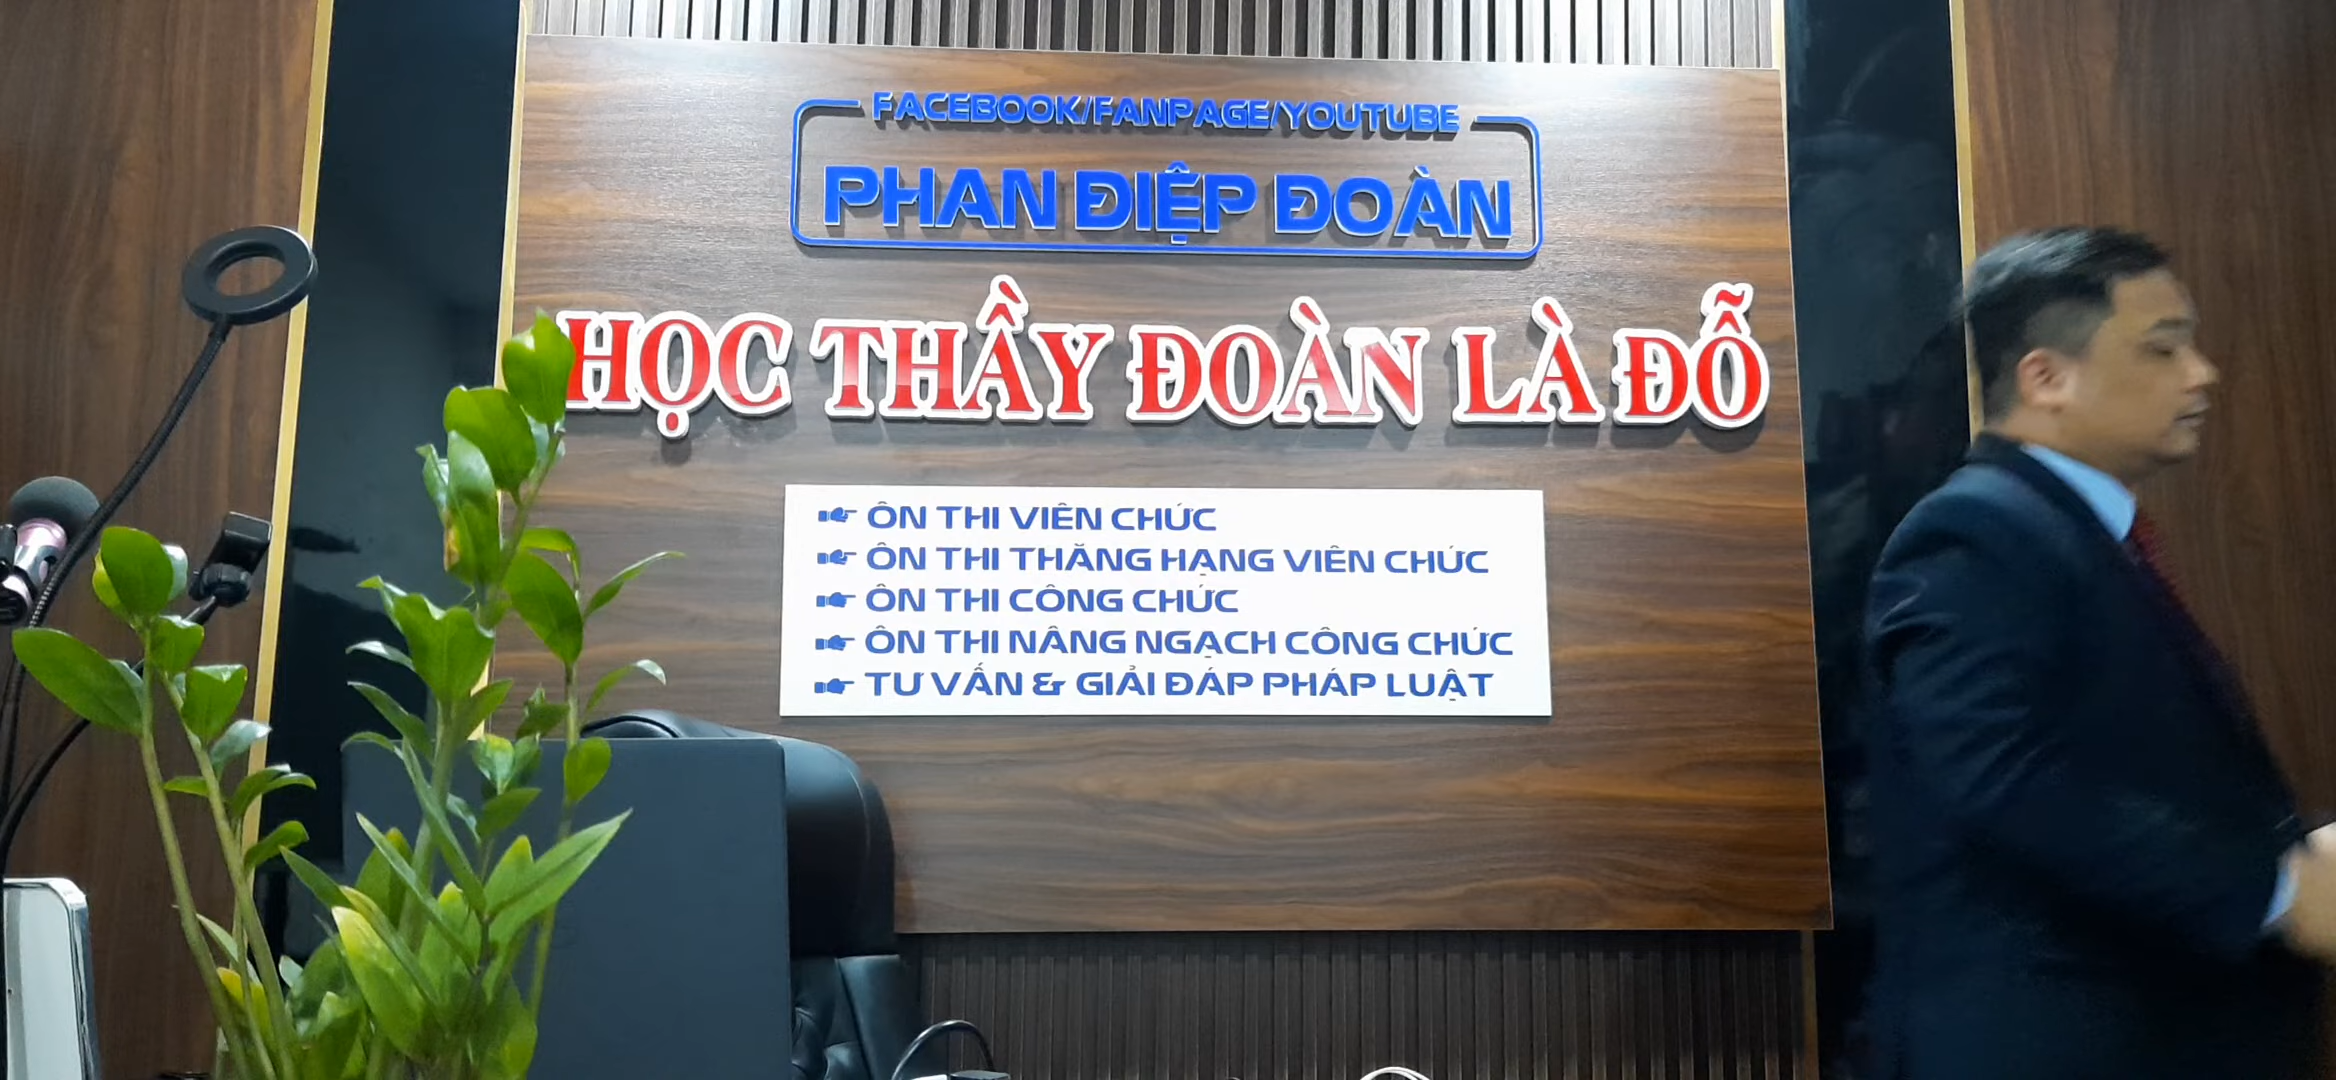 FACEBOOK/FANPAGE/YOUTUBE
PHAN ĐIỆP ĐOÀN
HỌC THẦY ĐOÀN LÀ ĐỖ
ÔN THI VIÊN CHỨC
ÔN THI THĂNG HẠNG VIÊN CHỨC
ÔN THI CÔNG CHỨC
ÔN THI NÂNG NGẠCH CÔNG CHỨC
TƯ VẤN & GIẢI ĐÁP PHÁP LUẬT